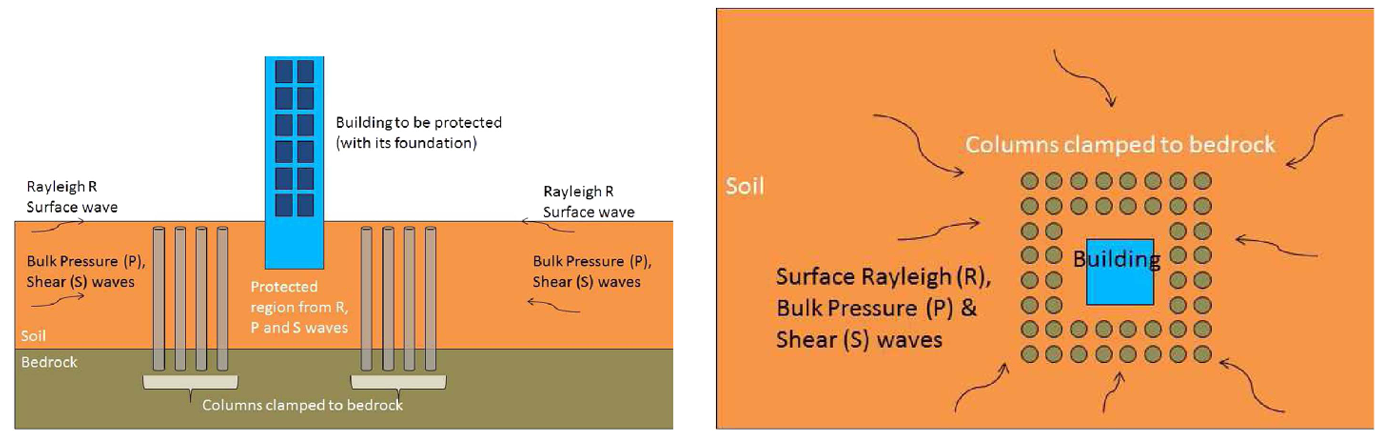 Building to be protected
(with its foundation)
Rayleigh R
Surface wave
Rayleigh R
Surface wave
Bulk Pressure (P),
Shear (S) waves
Bulk Pressure (P),
Shear (S) waves
Protected
region from R,
P and S waves
Soil
Bedrock
Columns clamped to bedrock
Columns clamped to bedrock
Soil
Building
Surface Rayleigh (R),
Bulk Pressure (P) &
Shear (S) waves